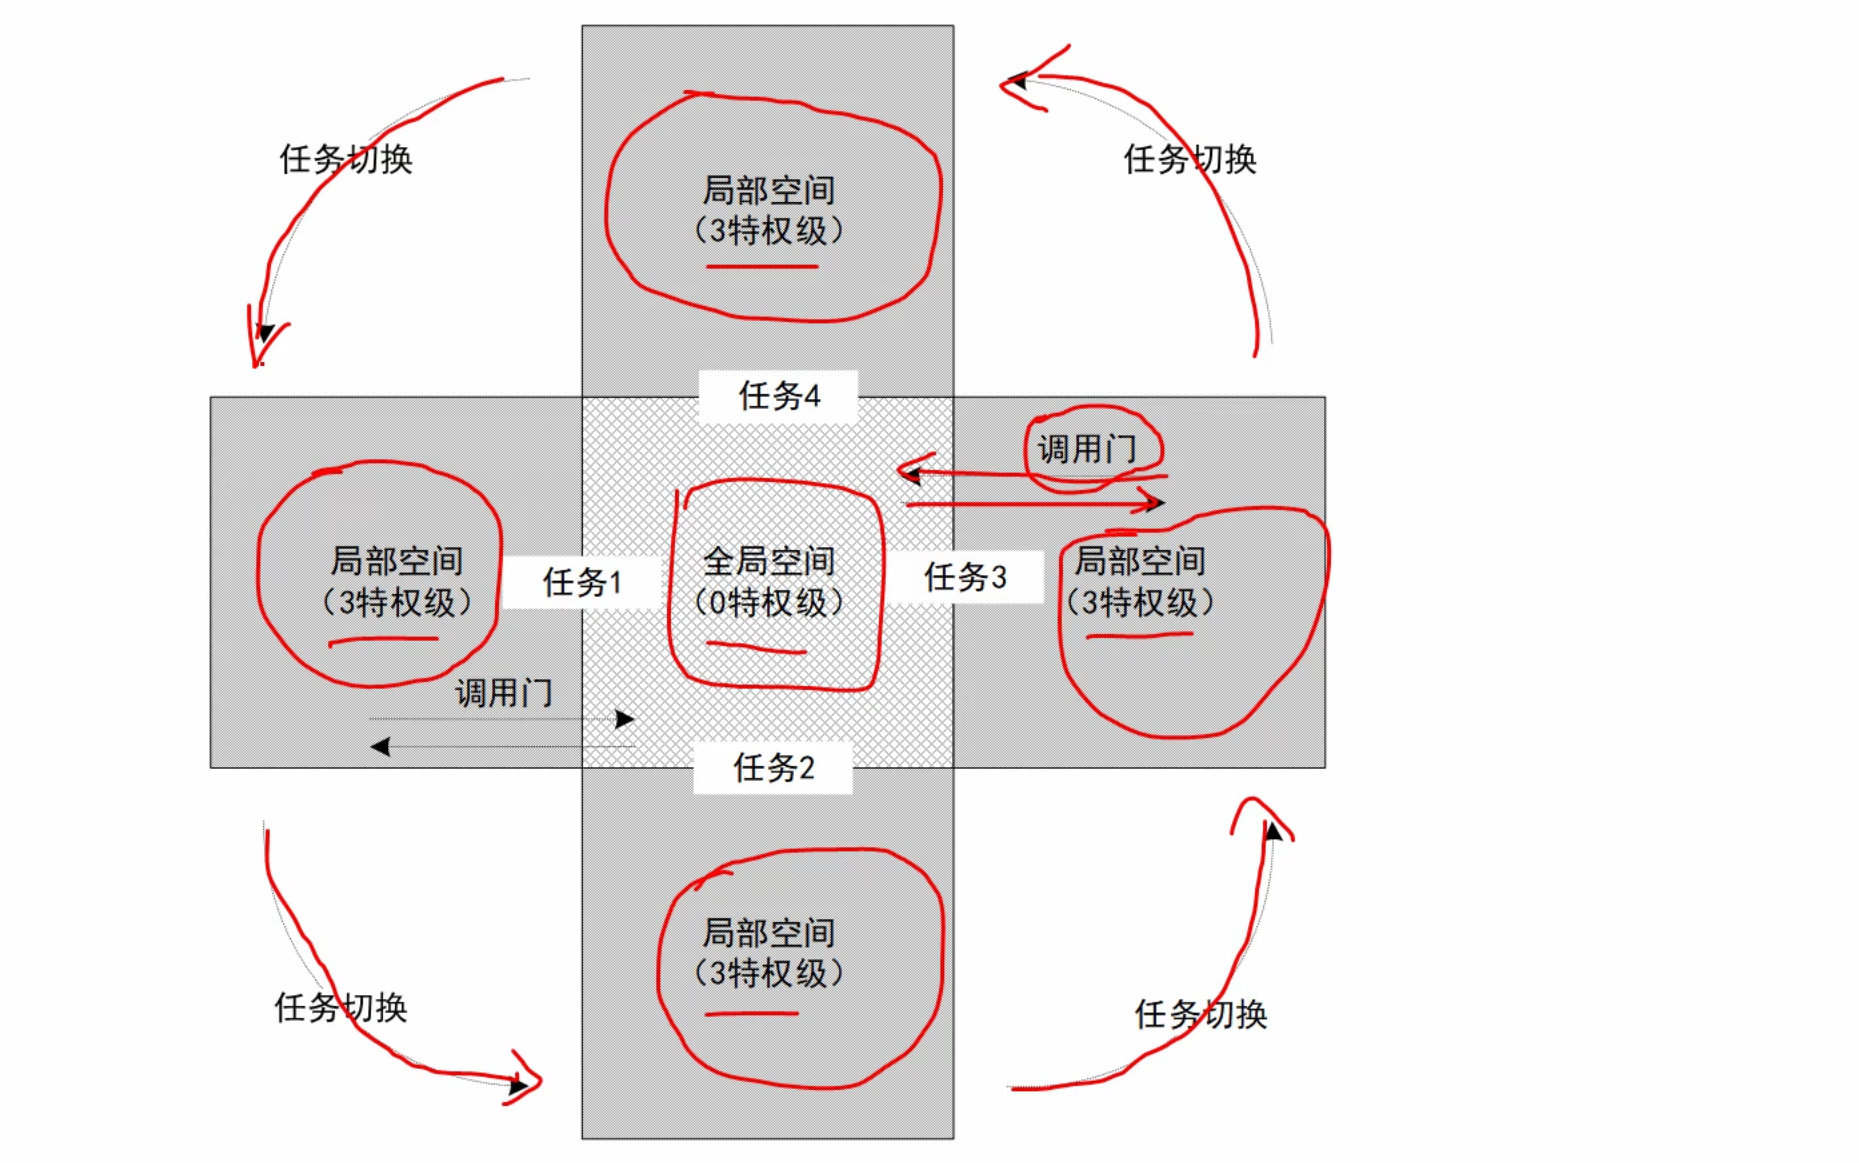 任务切换
任务切换
局部空间
（3特权级）
任务4
调用门
局部空间
（3特权级）
任务1
全局空间
（0特权级）
任务3
局部空间
（3特权级）
调用门
任务2
局部空间
（3特权级）
任务切换
任务切换